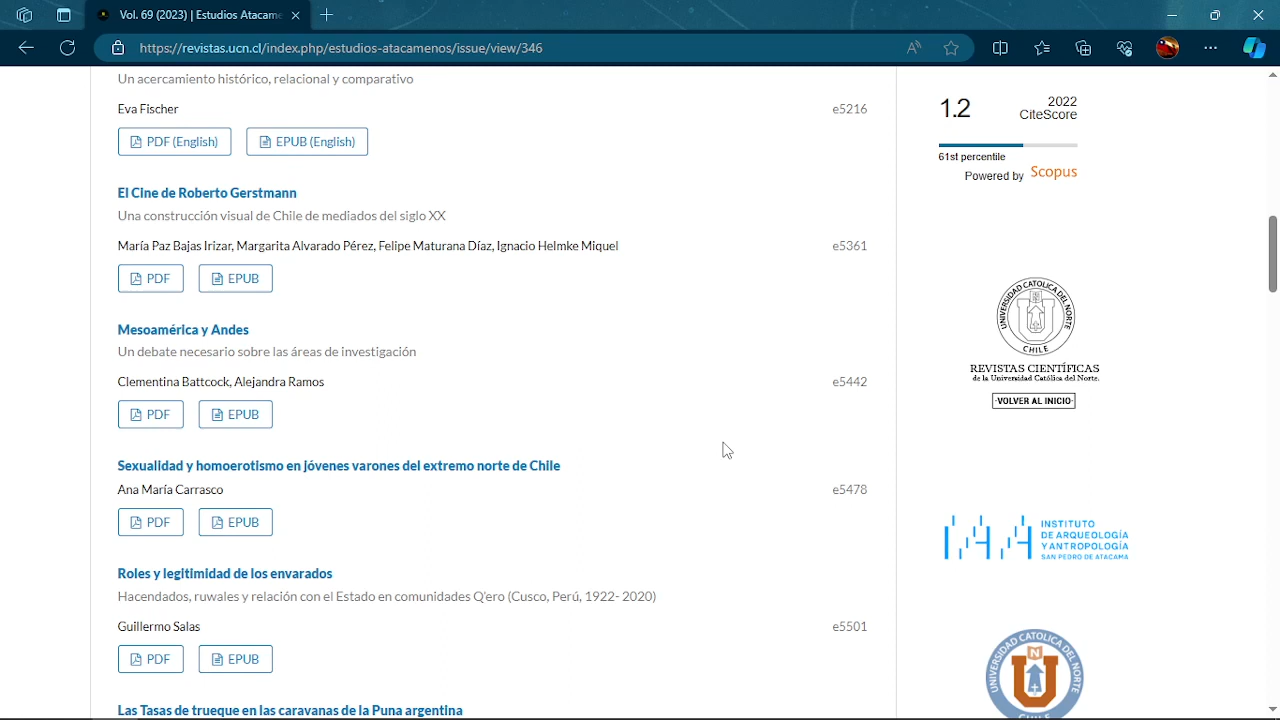 Vol. 69 (2023) | Estudios Atacame
https://revistas.ucn.cl/index.php/estudios-atacamenos/issue/view/346
Un acercamiento histórico, relacional y comparativo
Eva Fischer
e5216
PDF (English)
EPUB (English)
El Cine de Roberto Gerstmann
Una construcción visual de Chile de mediados del siglo XX
María Paz Bajas Irizar, Margarita Alvarado Pérez, Felipe Maturana Díaz, Ignacio Helmke Miquel
e5361
PDF
EPUB
Mesoamérica y Andes
Un debate necesario sobre las áreas de investigación
Clementina Battcock, Alejandra Ramos
e5442
PDF
EPUB
Sexualidad y homoerotismo en jóvenes varones del extremo norte de Chile
Ana María Carrasco
e5478
PDF
EPUB
Roles y legitimidad de los envarados
Hacendados, ruwales y relación con el Estado en comunidades Q'ero (Cusco, Perú, 1922- 2020)
Guillermo Salas
e5501
PDF
EPUB
Las Tasas de trueque en las caravanas de la Puna argentina
1.2
2022
CiteScore
61st percentile
Powered by Scopus
UNIVERSIDAD CATOLICA DEL NORTE
CHILE
REVISTAS CIENTÍFICAS
de la Universidad Católica del Norte.
·VOLVER AL INICIO·
INSTITUTO
DE ARQUEOLOGÍA
Y ANTROPOLOGÍA
SAN PEDRO DE ATACAMA
UNIVERSIDAD CATOLICA DEL NORTE
N
CHILE